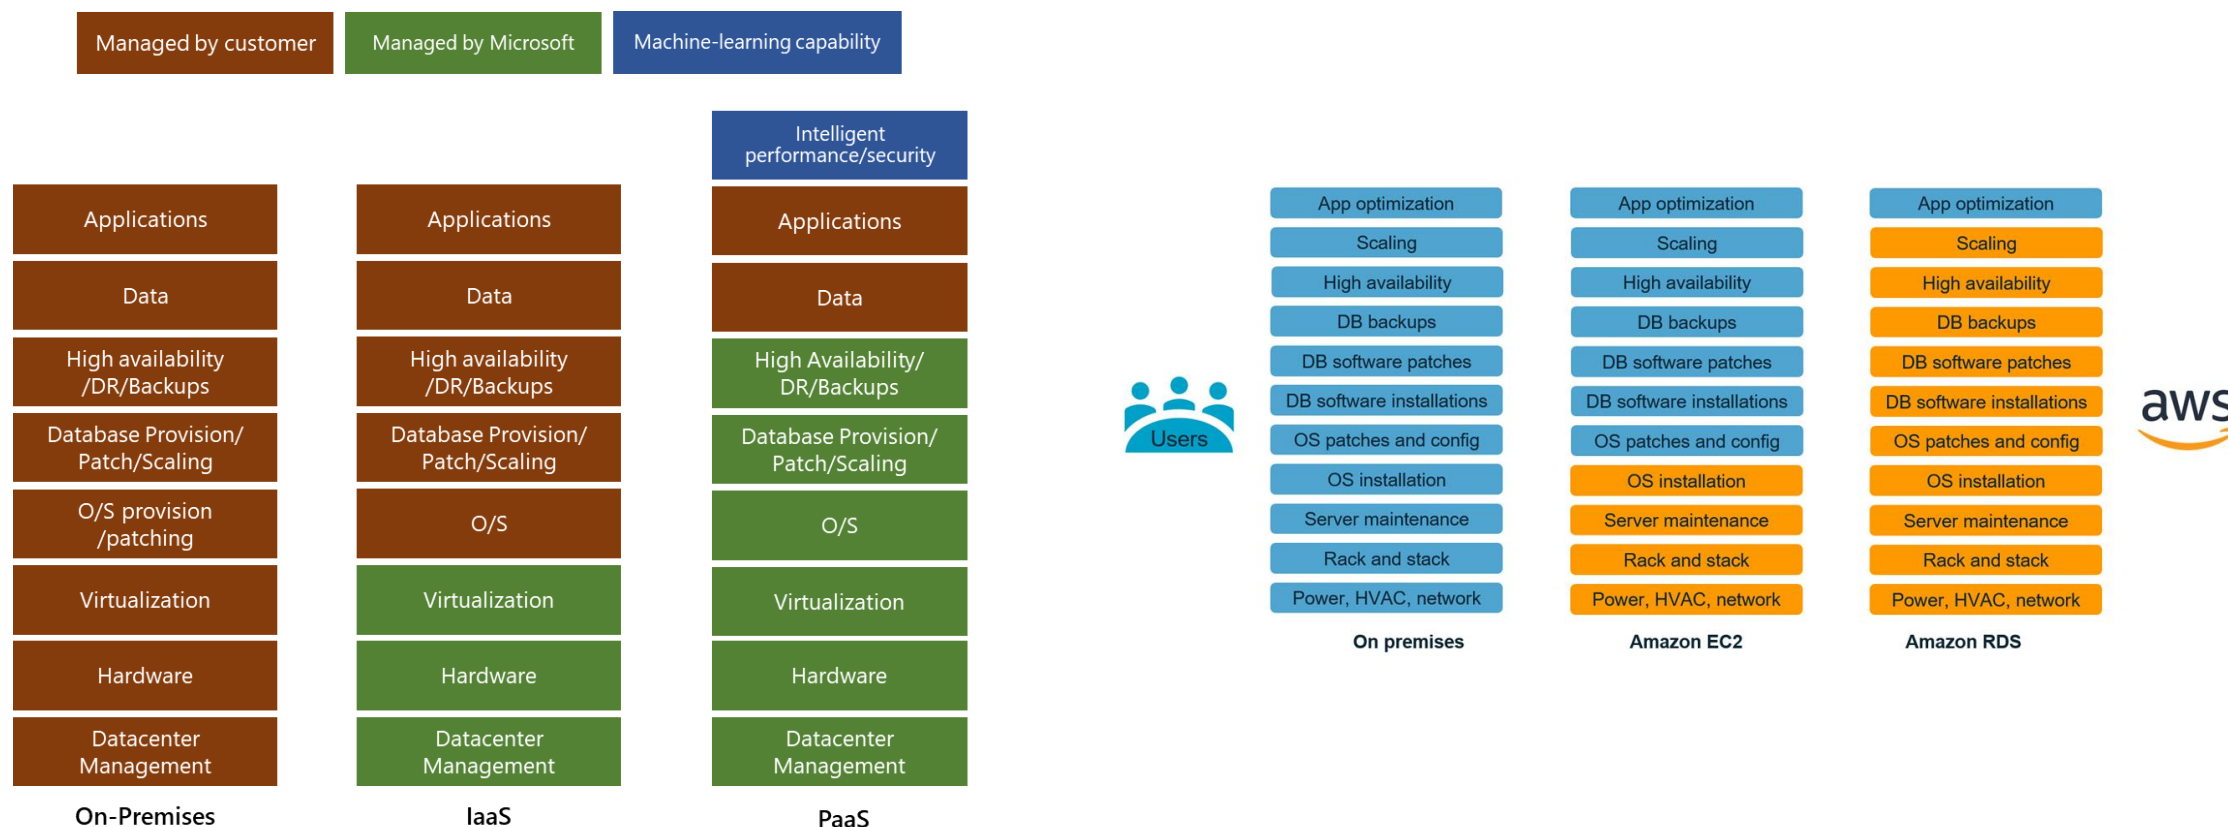 Managed by customer
Managed by Microsoft
Machine-learning capability
Applications
Data
High availability
/DR/Backups
Database Provision/
Patch/Scaling
O/S provision
/patching
Virtualization
Hardware
Datacenter
Management
On-Premises
Applications
Data
High availability
/DR/Backups
Database Provision/
Patch/Scaling
O/S
Virtualization
Hardware
Datacenter
Management
IaaS
Intelligent
performance/security
Applications
Data
High Availability/
DR/Backups
Database Provision/
Patch/Scaling
O/S
Virtualization
Hardware
Datacenter
Management
PaaS
Users
App optimization
Scaling
High availability
DB backups
DB software patches
DB software installations
OS patches and config
OS installation
Server maintenance
Rack and stack
Power, HVAC, network
On premises
App optimization
Scaling
High availability
DB backups
DB software patches
DB software installations
OS patches and config
OS installation
Server maintenance
Rack and stack
Power, HVAC, network
Amazon EC2
App optimization
Scaling
High availability
DB backups
DB software patches
DB software installations
OS patches and config
OS installation
Server maintenance
Rack and stack
Power, HVAC, network
Amazon RDS
aws